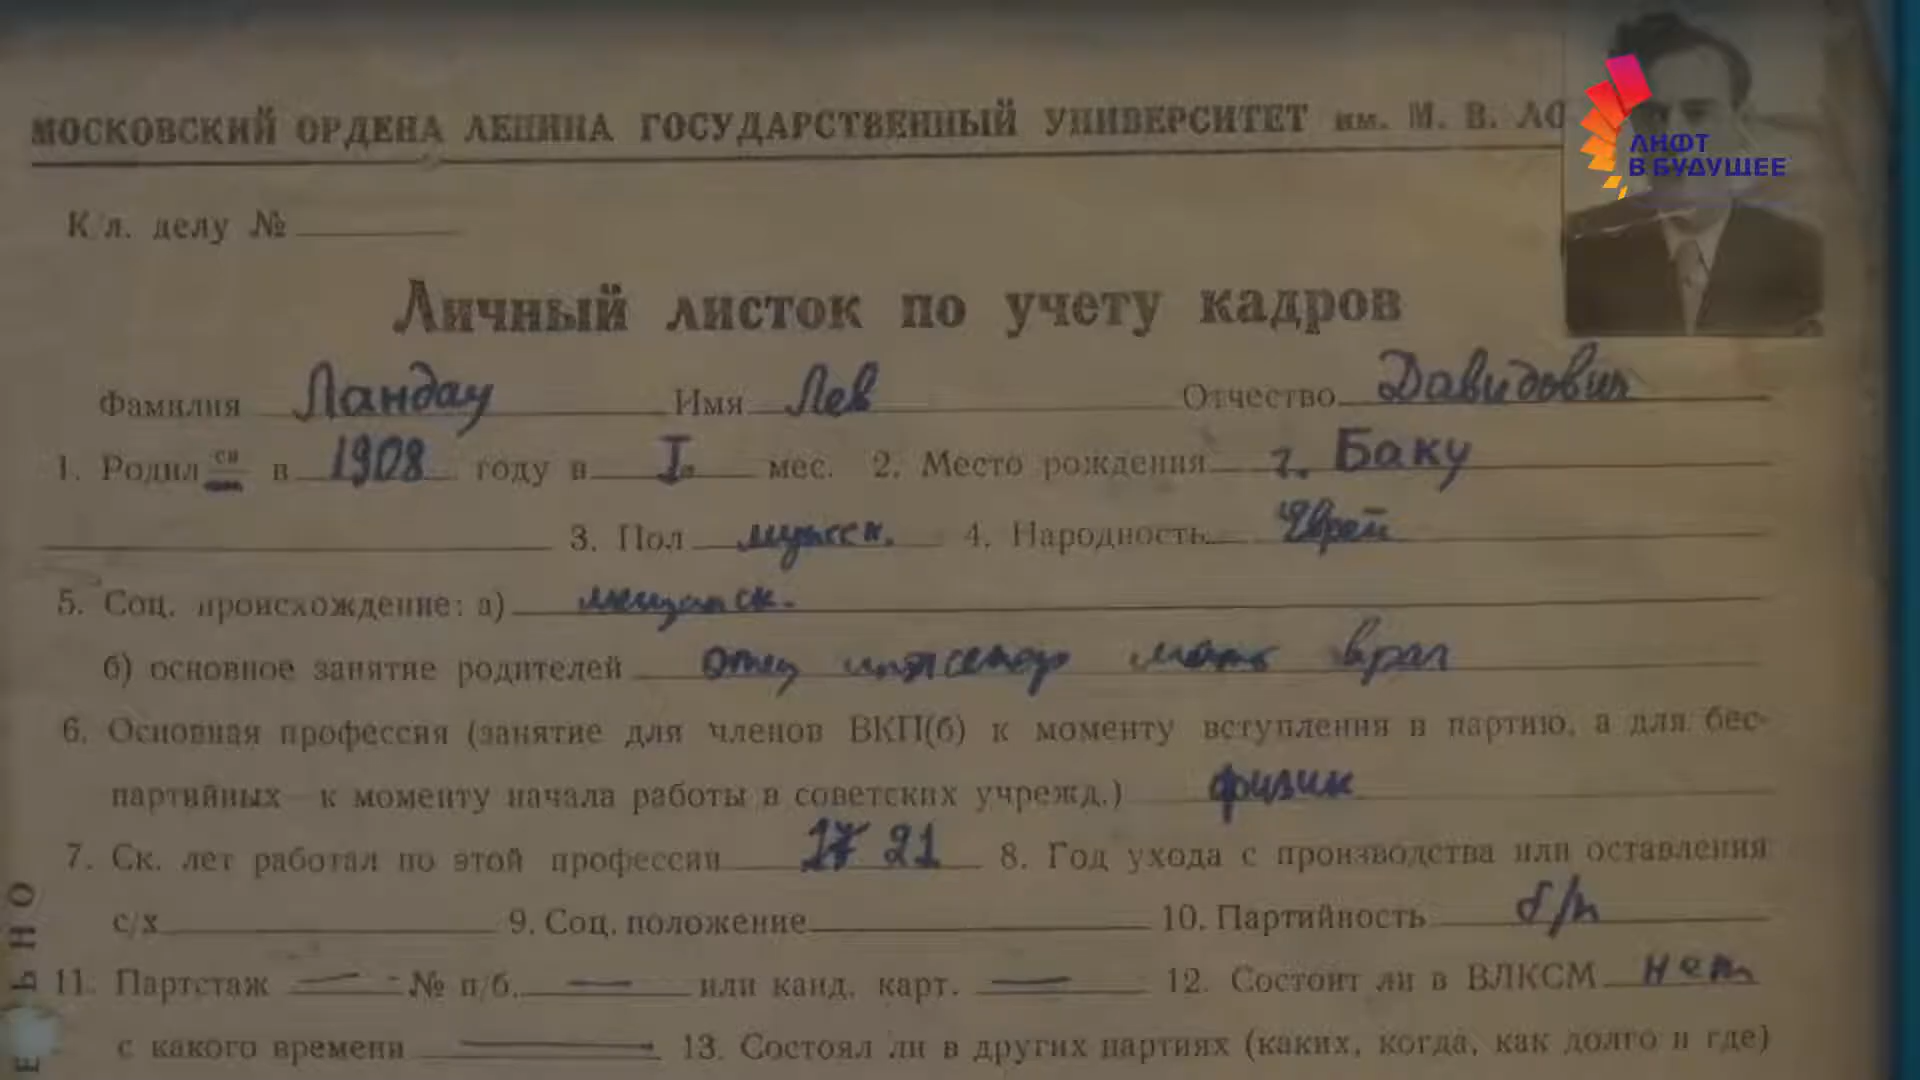 МОСКОВСКИЙ ОРДЕНА ЛЕНИНА ГОСУДАРСТВЕННЫЙ УНИВЕРСИТЕТ им. М. В. ЛО
ЛИФТ
В БУДУЩЕЕ
К л. делу №
Личный листок по учету кадров
Фамилия Ландау Имя Лев Отчество Давидович
1. Родился в 1908 году в I. мес. 2. Место рождения г. Баку
3. Пол мужск. 4. Народность Еврей
5. Соц. происхождение: а) мещанск.
б) основное занятие родителей отец инженер мать врач
6. Основная профессия (занятие для членов ВКП(б) к моменту вступления в партию, а для бес-
партийных к моменту начала работы в советских учрежд.) физик
7. Ск. лет работал по этой профессии 17 21 8. Год ухода с производства или оставления
с/х 9. Соц. положение 10. Партийность б/п
11. Партстаж — № п/б. — или канд. карт. — 12. Состоит ли в ВЛКСМ нет
с какого времени — 13. Состоял ли в других партиях (каких, когда, как долго и где)